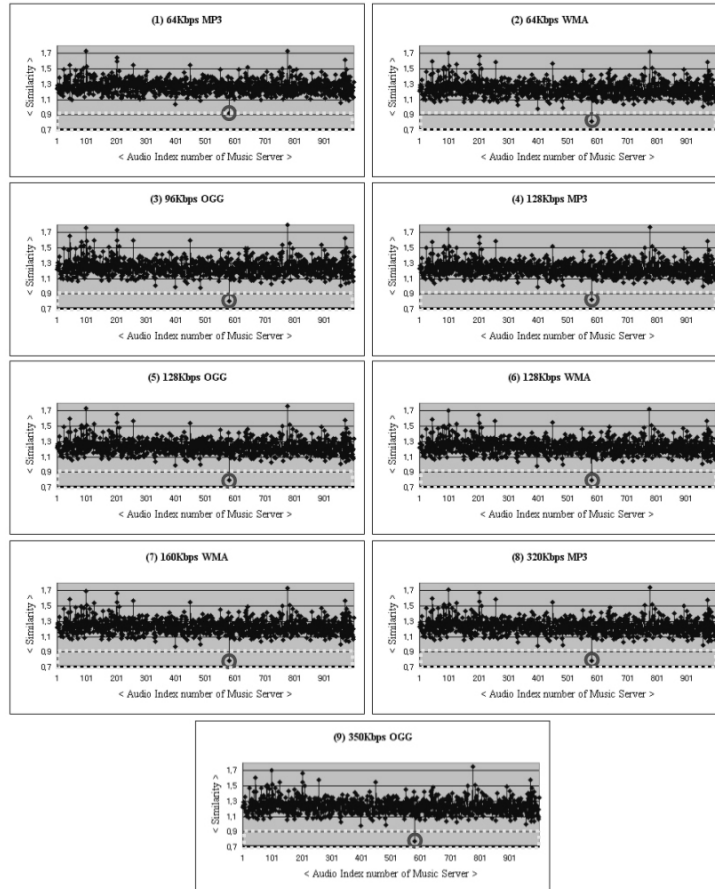 (1) 64Kbps MP3
< Similarity >
1,7
1,5
1,3
1,1
0,9
0,7
1 101 201 301 401 501 601 701 801 901
< Audio Index number of Music Server >
(2) 64Kbps WMA
< Similarity >
1,7
1,5
1,3
1,1
0,9
0,7
1 101 201 301 401 501 601 701 801 901
< Audio Index number of Music Server >
(3) 96Kbps OGG
< Similarity >
1,7
1,5
1,3
1,1
0,9
0,7
1 101 201 301 401 501 601 701 801 901
< Audio Index number of Music Server >
(4) 128Kbps MP3
< Similarity >
1,7
1,5
1,3
1,1
0,9
0,7
1 101 201 301 401 501 601 701 801 901
< Audio Index number of Music Server >
(5) 128Kbps OGG
< Similarity >
1,7
1,5
1,3
1,1
0,9
0,7
1 101 201 301 401 501 601 701 801 901
< Audio Index number of Music Server >
(6) 128Kbps WMA
< Similarity >
1,7
1,5
1,3
1,1
0,9
0,7
1 101 201 301 401 501 601 701 801 901
< Audio Index number of Music Server >
(7) 160Kbps WMA
< Similarity >
1,7
1,5
1,3
1,1
0,9
0,7
1 101 201 301 401 501 601 701 801 901
< Audio Index number of Music Server >
(8) 320Kbps MP3
< Similarity >
1,7
1,5
1,3
1,1
0,9
0,7
1 101 201 301 401 501 601 701 801 901
< Audio Index number of Music Server >
(9) 350Kbps OGG
< Similarity >
1,7
1,5
1,3
1,1
0,9
0,7
1 101 201 301 401 501 601 701 801 901
< Audio Index number of Music Server >